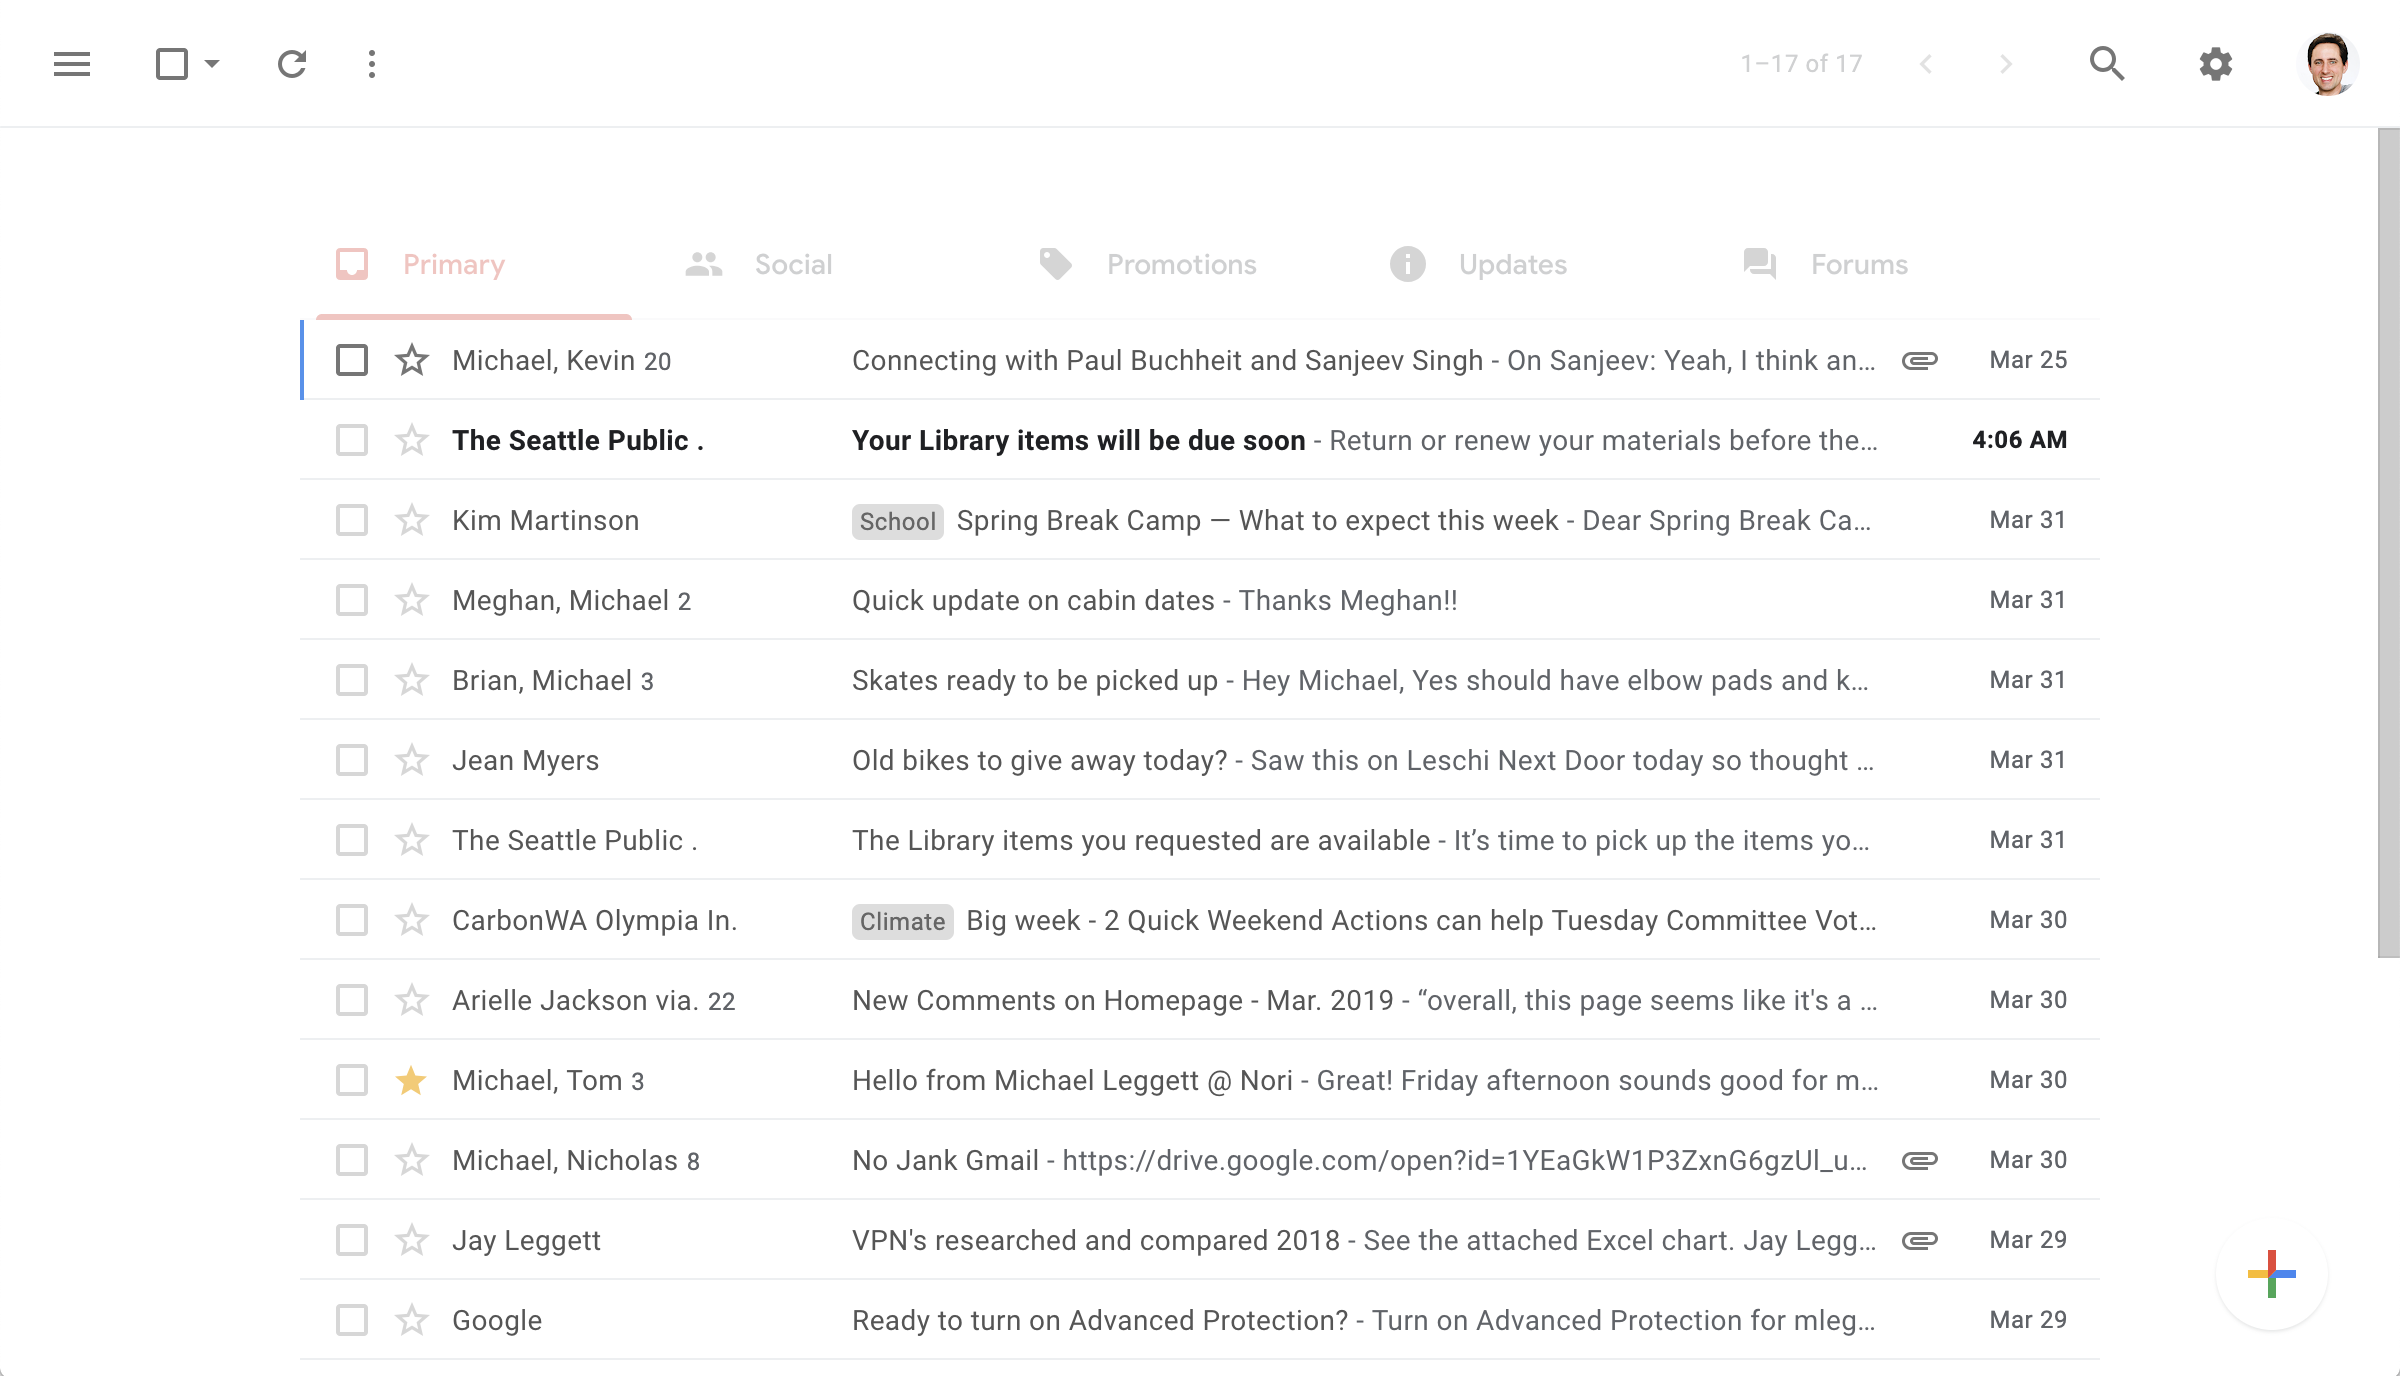 1–17 of 17
Primary Social Promotions Updates Forums
Michael, Kevin 20 Connecting with Paul Buchheit and Sanjeev Singh - On Sanjeev: Yeah, I think an... Mar 25
The Seattle Public . Your Library items will be due soon - Return or renew your materials before the... 4:06 AM
Kim Martinson School Spring Break Camp — What to expect this week - Dear Spring Break Ca... Mar 31
Meghan, Michael 2 Quick update on cabin dates - Thanks Meghan!! Mar 31
Brian, Michael 3 Skates ready to be picked up - Hey Michael, Yes should have elbow pads and k... Mar 31
Jean Myers Old bikes to give away today? - Saw this on Leschi Next Door today so thought ... Mar 31
The Seattle Public . The Library items you requested are available - It’s time to pick up the items yo... Mar 31
CarbonWA Olympia In. Climate Big week - 2 Quick Weekend Actions can help Tuesday Committee Vot... Mar 30
Arielle Jackson via. 22 New Comments on Homepage - Mar. 2019 - “overall, this page seems like it's a ... Mar 30
Michael, Tom 3 Hello from Michael Leggett @ Nori - Great! Friday afternoon sounds good for m... Mar 30
Michael, Nicholas 8 No Jank Gmail - https://drive.google.com/open?id=1YEaGkW1P3ZxnG6gzUl_u... Mar 30
Jay Leggett VPN's researched and compared 2018 - See the attached Excel chart. Jay Legg... Mar 29
Google Ready to turn on Advanced Protection? - Turn on Advanced Protection for mleg... Mar 29